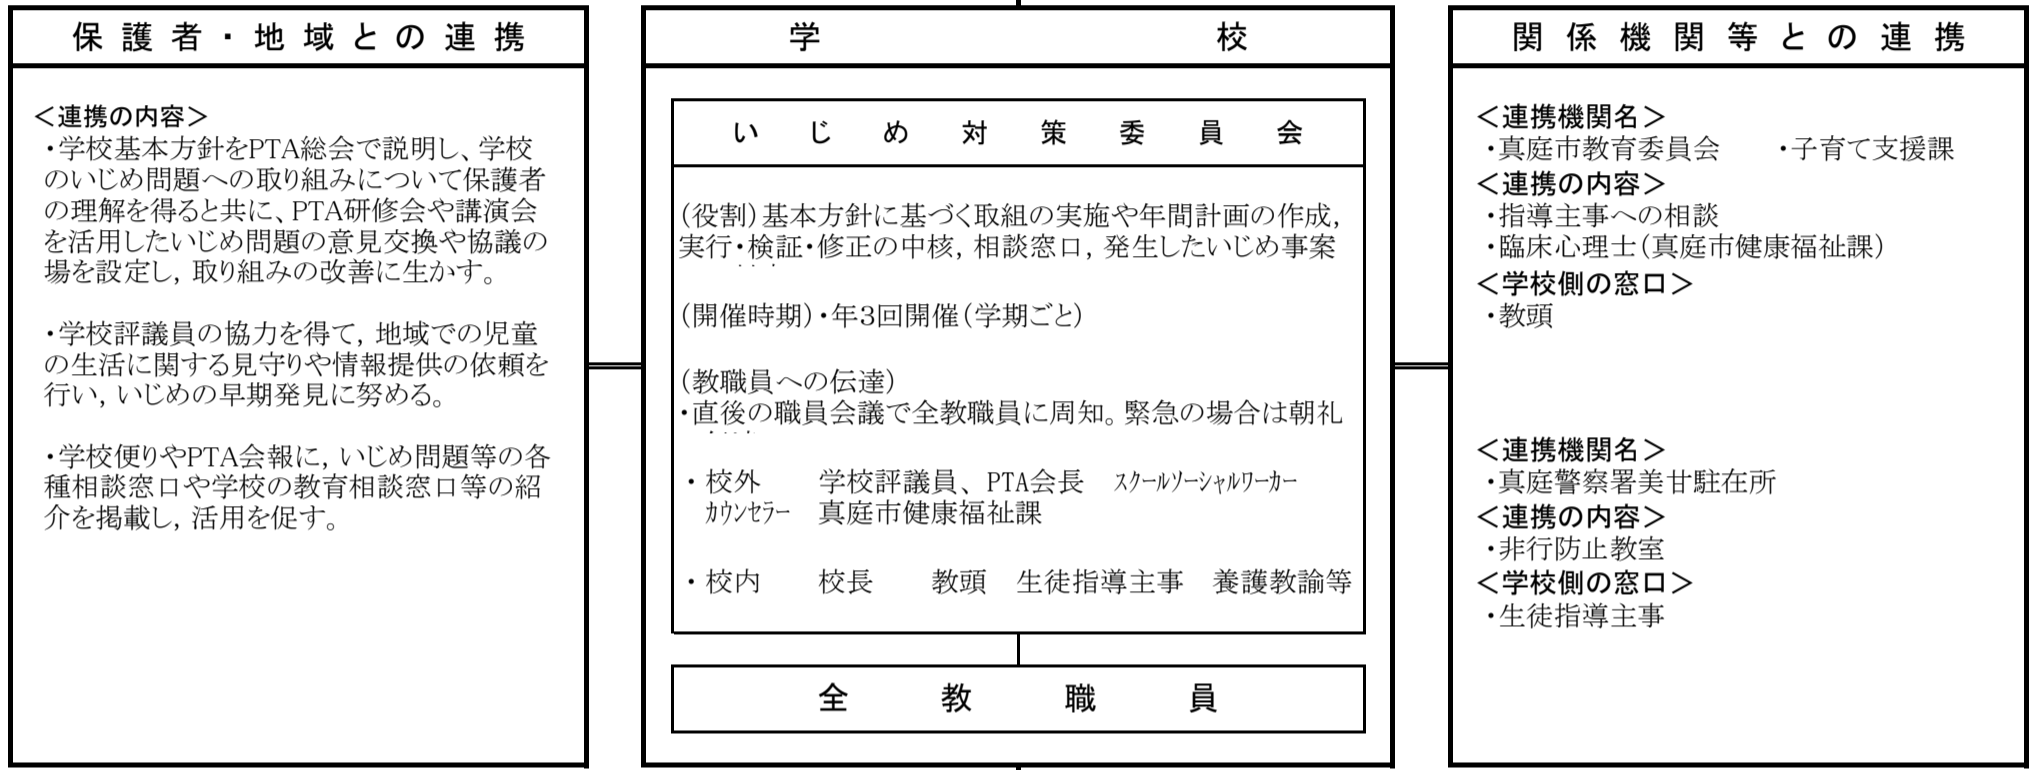 保護者・地域との連携
＜連携の内容＞
・学校基本方針をPTA総会で説明し、学校
のいじめ問題への取り組みについて保護者
の理解を得ると共に、PTA研修会や講演会
を活用したいじめ問題の意見交換や協議の
場を設定し，取り組みの改善に生かす。
・学校評議員の協力を得て，地域での児童
の生活に関する見守りや情報提供の依頼を
行い，いじめの早期発見に努める。
・学校便りやPTA会報に，いじめ問題等の各
種相談窓口や学校の教育相談窓口等の紹
介を掲載し，活用を促す。
学校
いじめ対策委員会
（役割）基本方針に基づく取組の実施や年間計画の作成，
実行・検証・修正の中核，相談窓口，発生したいじめ事案
（開催時期）・年３回開催（学期ごと）
（教職員への伝達）
・直後の職員会議で全教職員に周知。緊急の場合は朝礼
・校外　　学校評議員、PTA会長　ｽｸｰﾙｿｰｼｬﾙﾜｰｶｰ
ｶｳﾝｾﾗｰ　真庭市健康福祉課
・校内　　校長　　教頭　生徒指導主事　養護教諭等
全教職員
関係機関等との連携
＜連携機関名＞
・真庭市教育委員会　　・子育て支援課
＜連携の内容＞
・指導主事への相談
・臨床心理士（真庭市健康福祉課）
＜学校側の窓口＞
・教頭
＜連携機関名＞
・真庭警察署美甘駐在所
＜連携の内容＞
・非行防止教室
＜学校側の窓口＞
・生徒指導主事